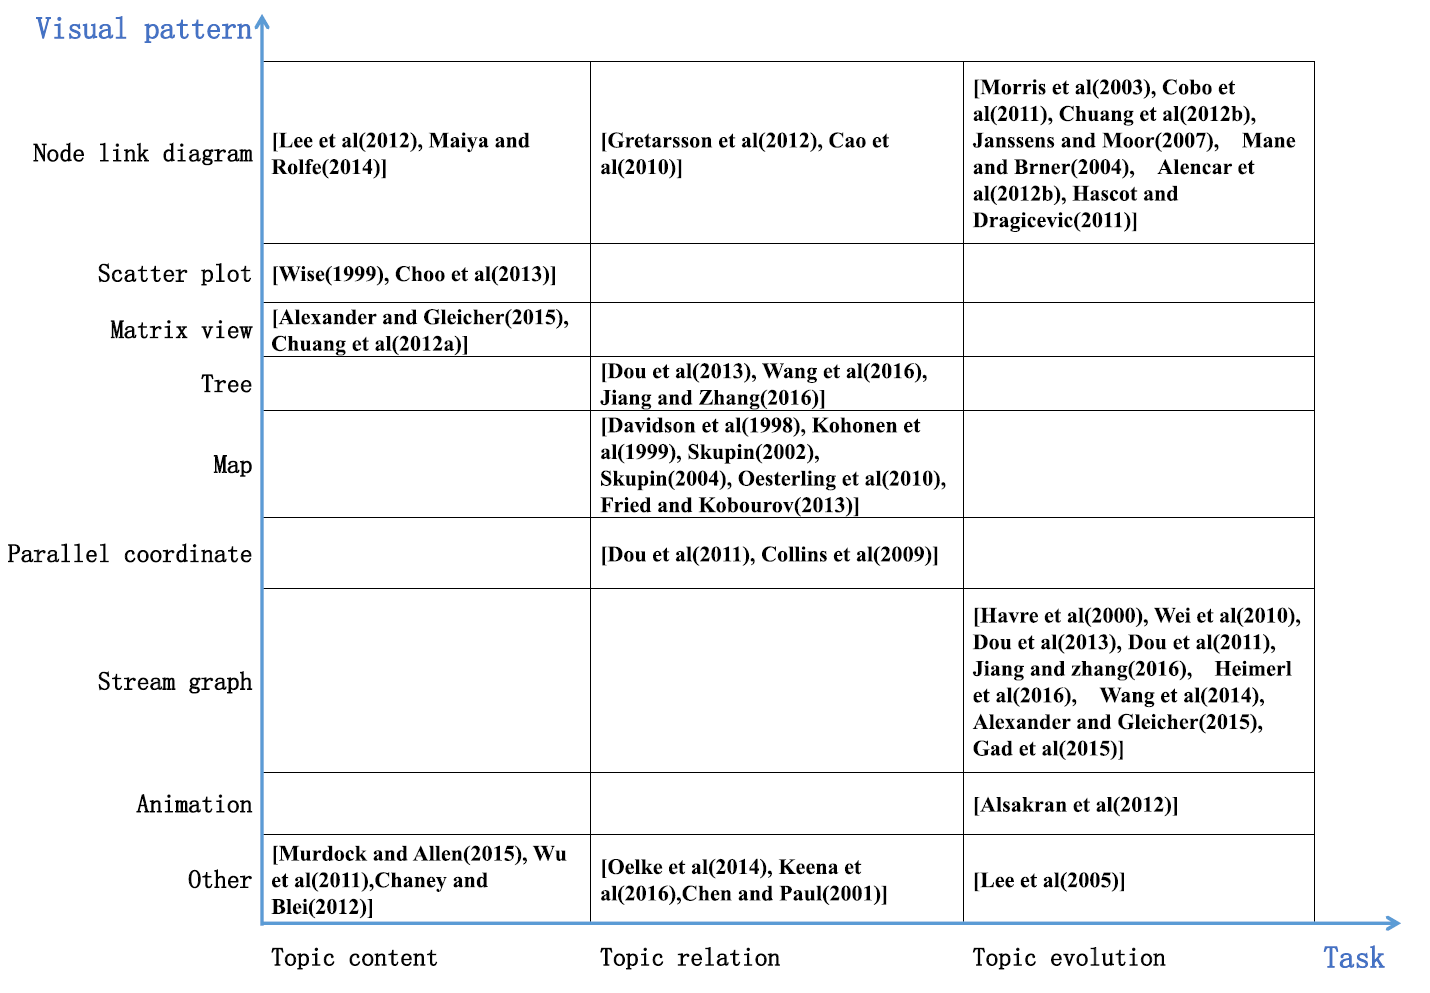 Visual pattern
Node link diagram
[Lee et al(2012), Maiya and
Rolfe(2014)]
[Gretarsson et al(2012), Cao et
al(2010)]
[Morris et al(2003), Cobo et
al(2011), Chuang et al(2012b),
Janssens and Moor(2007), Mane
and Brner(2004), Alencar et
al(2012b), Hascot and
Dragicevic(2011)]
Scatter plot
[Wise(1999), Choo et al(2013)]
Matrix view
[Alexander and Gleicher(2015),
Chuang et al(2012a)]
Tree
[Dou et al(2013), Wang et al(2016),
Jiang and Zhang(2016)]
Map
[Davidson et al(1998), Kohonen et
al(1999), Skupin(2002),
Skupin(2004), Oesterling et al(2010),
Fried and Kobourov(2013)]
Parallel coordinate
[Dou et al(2011), Collins et al(2009)]
Stream graph
[Havre et al(2000), Wei et al(2010),
Dou et al(2013), Dou et al(2011),
Jiang and zhang(2016), Heimerl
et al(2016), Wang et al(2014),
Alexander and Gleicher(2015),
Gad et al(2015)]
Animation
[Alsakran et al(2012)]
Other
[Murdock and Allen(2015), Wu
et al(2011),Chaney and
Blei(2012)]
[Oelke et al(2014), Keena et
al(2016),Chen and Paul(2001)]
[Lee et al(2005)]
Topic content
Topic relation
Topic evolution
Task